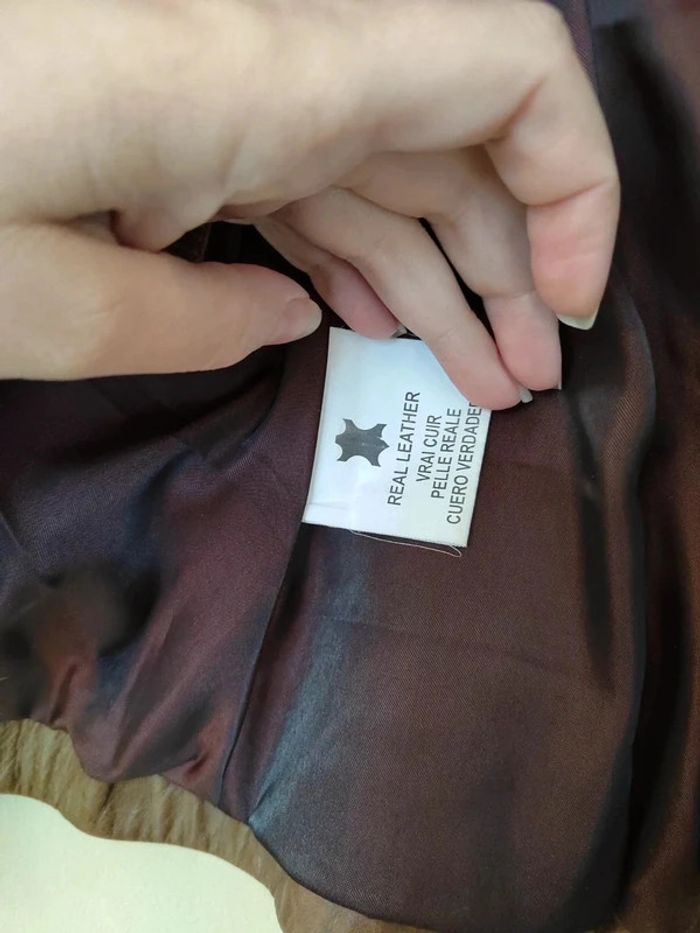 REAL LEATHER
VRAI CUIR
PELLE REALE
CUERO VERDADE